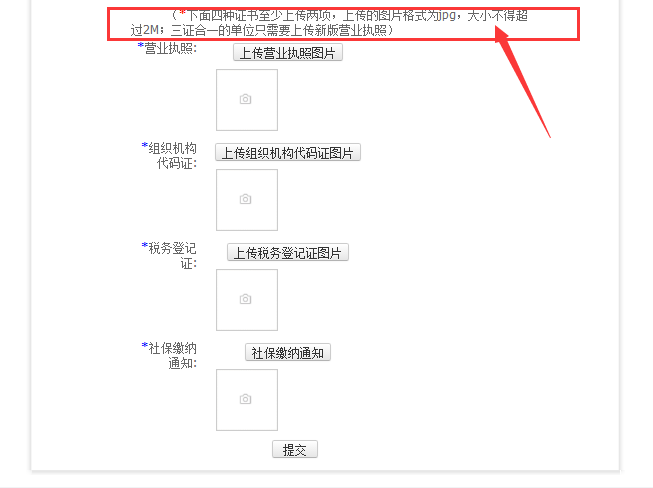 （*下面四种证书至少上传两项，上传的图片格式为jpg，大小不得超
过2M；三证合一的单位只需要上传新版营业执照）
*营业执照: 上传营业执照图片
*组织机构 上传组织机构代码证图片
代码证:
*税务登记 上传税务登记证图片
证:
*社保缴纳 社保缴纳通知
通知:
提交